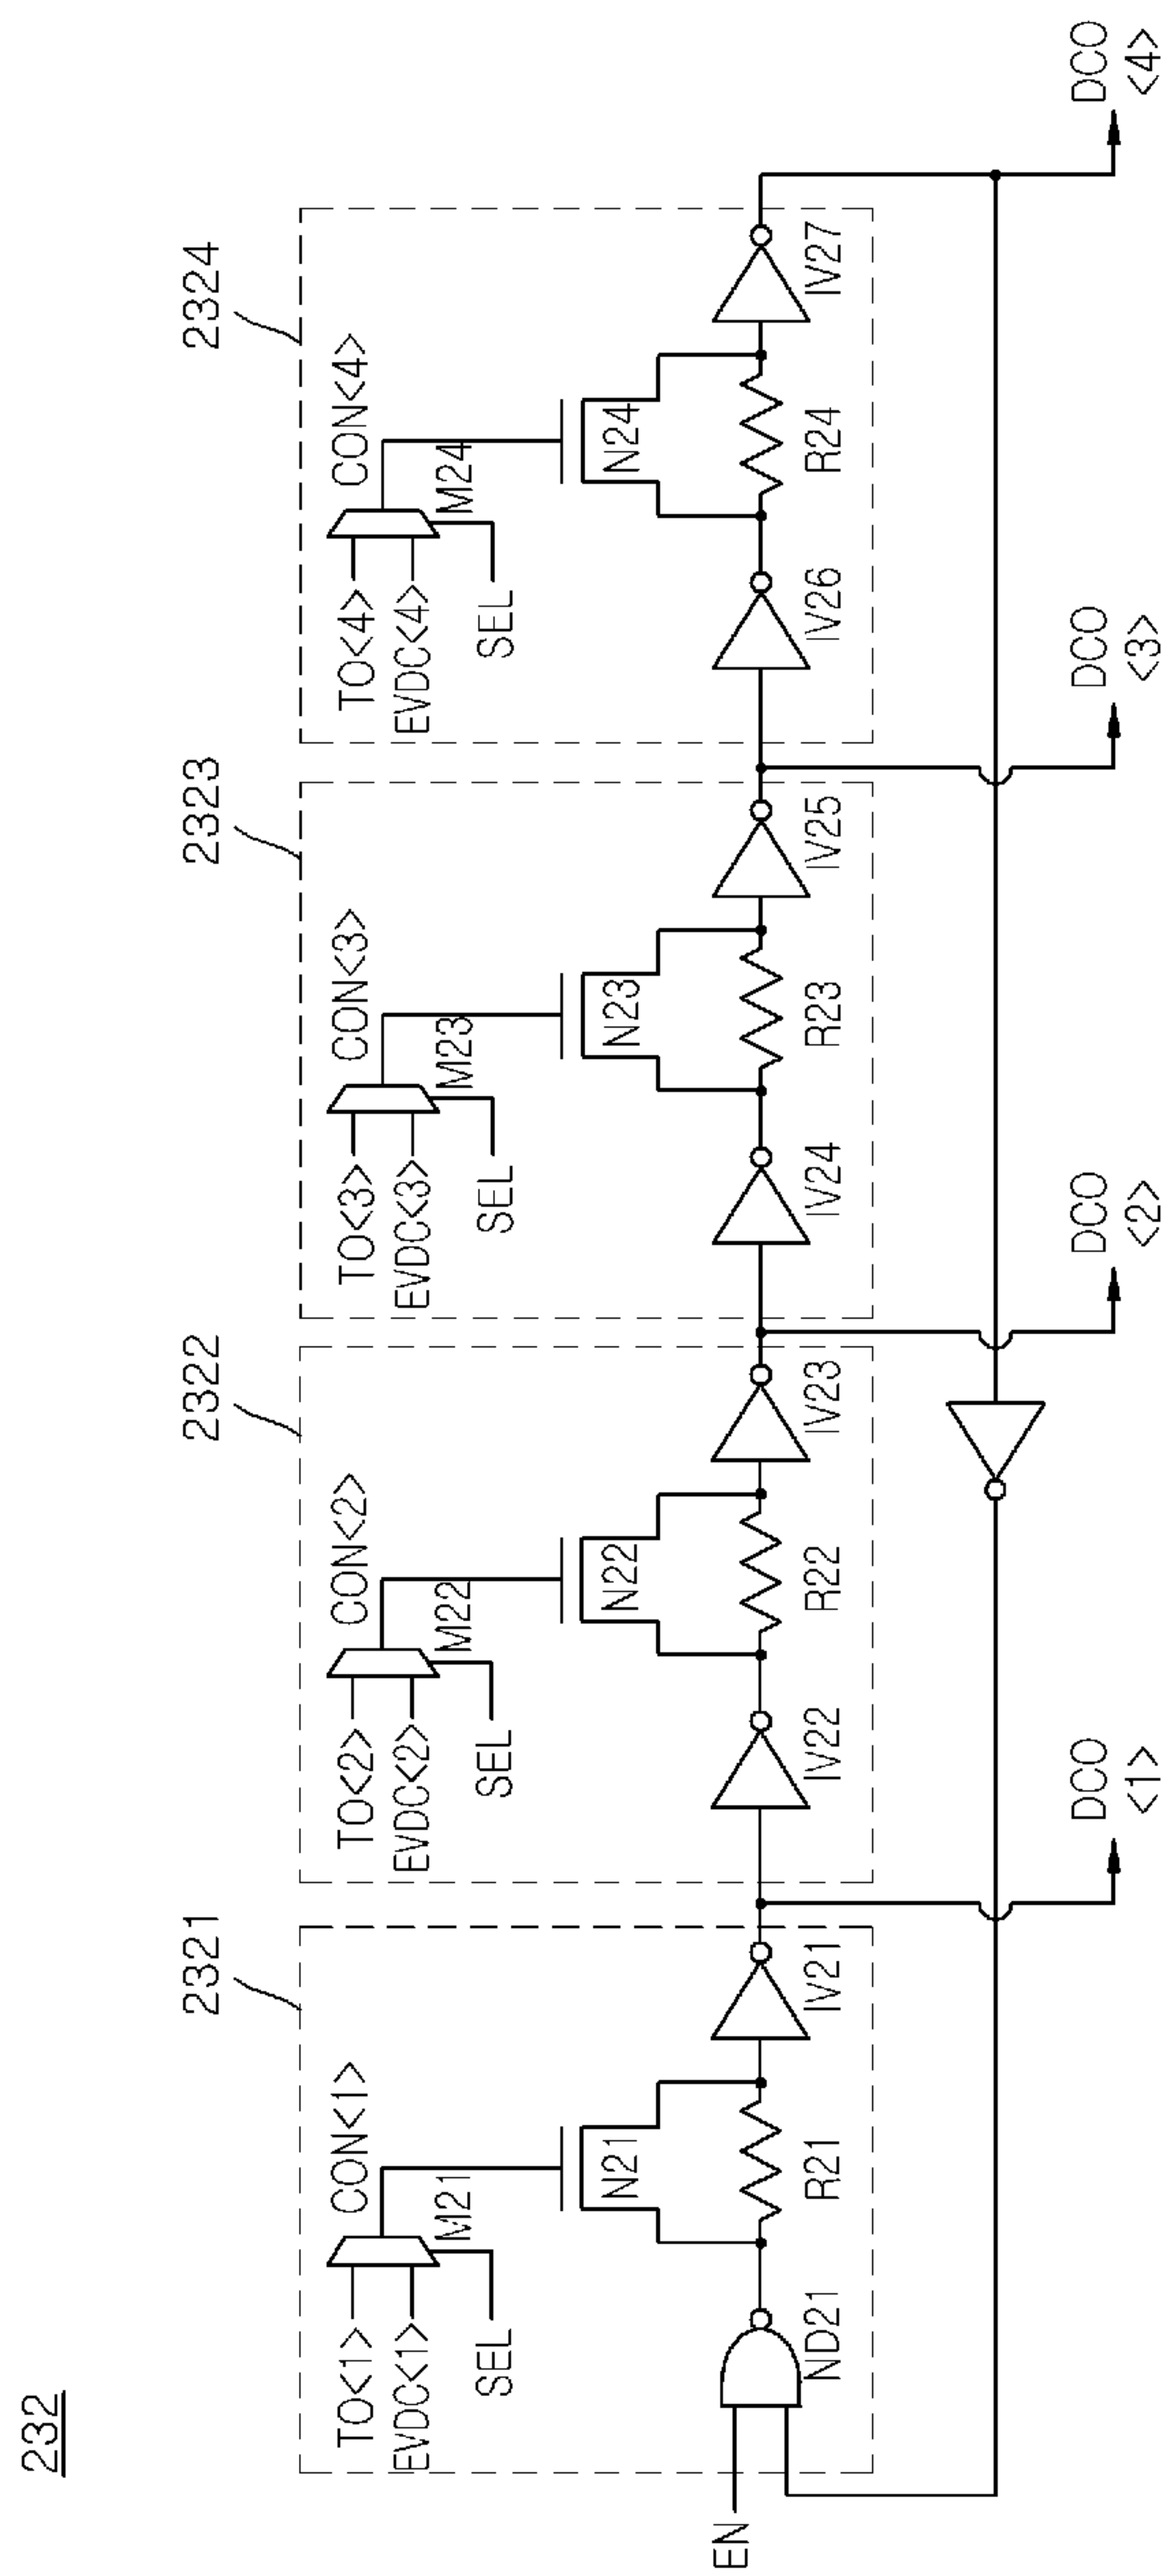 232
2321
2322
2323
2324
TO<1>
EVDC<1>
SEL
CON<1>
M21
N21
R21
ND21
IV21
EN
TO<2>
EVDC<2>
SEL
CON<2>
M22
N22
R22
IV22
IV23
TO<3>
EVDC<3>
SEL
CON<3>
M23
N23
R23
IV24
IV25
TO<4>
EVDC<4>
SEL
CON<4>
M24
N24
R24
IV26
IV27
DCO
<1>
DCO
<2>
DCO
<3>
DCO
<4>